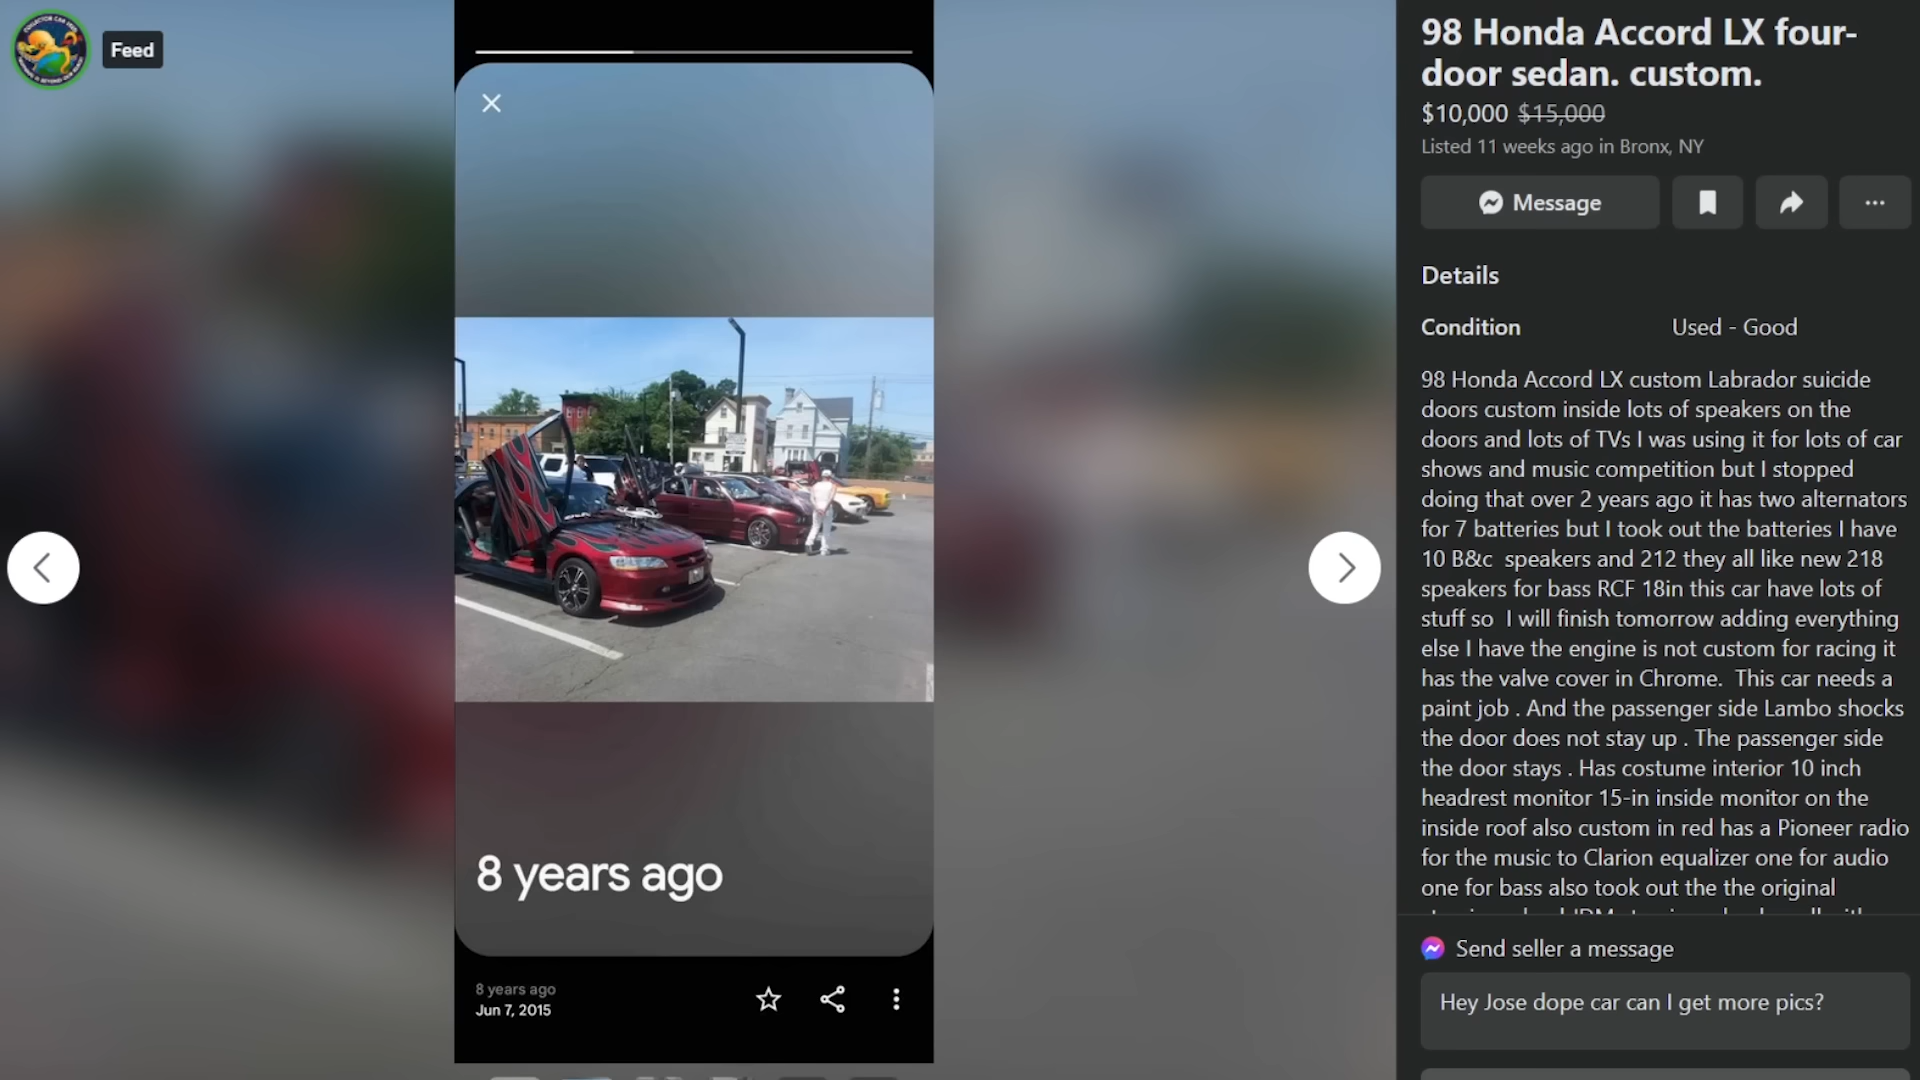 Feed
8 years ago
8 years ago
Jun 7, 2015
98 Honda Accord LX four-
door sedan. custom.
$10,000 $15,000
Listed 11 weeks ago in Bronx, NY
Message
Details
Condition Used - Good
98 Honda Accord LX custom Labrador suicide
doors custom inside lots of speakers on the
doors and lots of TVs I was using it for lots of car
shows and music competition but I stopped
doing that over 2 years ago it has two alternators
for 7 batteries but I took out the batteries I have
10 B&c speakers and 212 they all like new 218
speakers for bass RCF 18in this car have lots of
stuff so I will finish tomorrow adding everything
else I have the engine is not custom for racing it
has the valve cover in Chrome. This car needs a
paint job . And the passenger side Lambo shocks
the door does not stay up . The passenger side
the door stays . Has costume interior 10 inch
headrest monitor 15-in inside monitor on the
inside roof also custom in red has a Pioneer radio
for the music to Clarion equalizer one for audio
one for bass also took out the the original
Send seller a message
Hey Jose dope car can I get more pics?